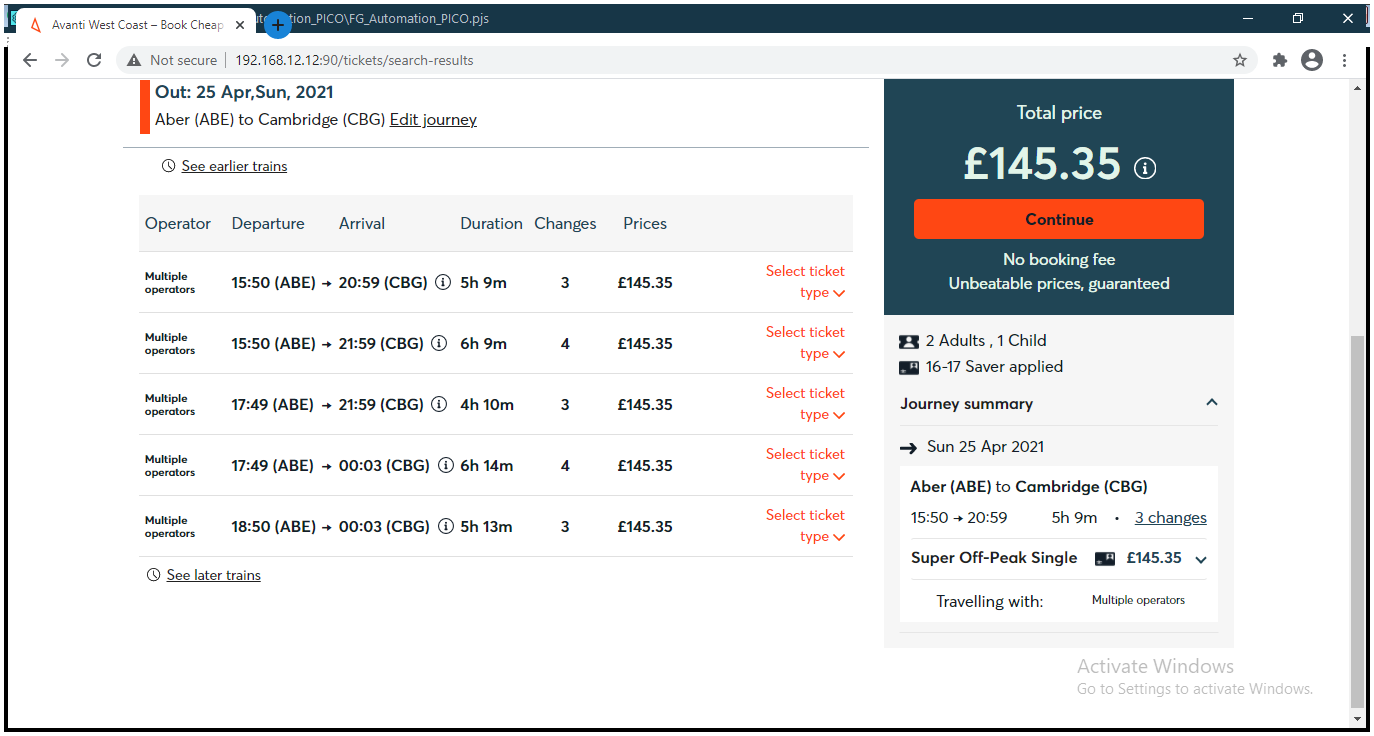 Avanti West Coast – Book Cheap
utomation_PICO\FG_Automation_PICO.pjs
Not secure
192.168.12.12:90/tickets/search-results
Out: 25 Apr,Sun, 2021
Aber (ABE) to Cambridge (CBG) Edit journey
See earlier trains
Operator Departure Arrival Duration Changes Prices
Multiple operators 15:50 (ABE) → 20:59 (CBG) 5h 9m 3 £145.35 Select ticket type
Multiple operators 15:50 (ABE) → 21:59 (CBG) 6h 9m 4 £145.35 Select ticket type
Multiple operators 17:49 (ABE) → 21:59 (CBG) 4h 10m 3 £145.35 Select ticket type
Multiple operators 17:49 (ABE) → 00:03 (CBG) 6h 14m 4 £145.35 Select ticket type
Multiple operators 18:50 (ABE) → 00:03 (CBG) 5h 13m 3 £145.35 Select ticket type
See later trains
Total price
£145.35
Continue
No booking fee
Unbeatable prices, guaranteed
2 Adults , 1 Child
16-17 Saver applied
Journey summary
Sun 25 Apr 2021
Aber (ABE) to Cambridge (CBG)
15:50 → 20:59 5h 9m • 3 changes
Super Off-Peak Single £145.35
Travelling with: Multiple operators
Activate Windows
Go to Settings to activate Windows.